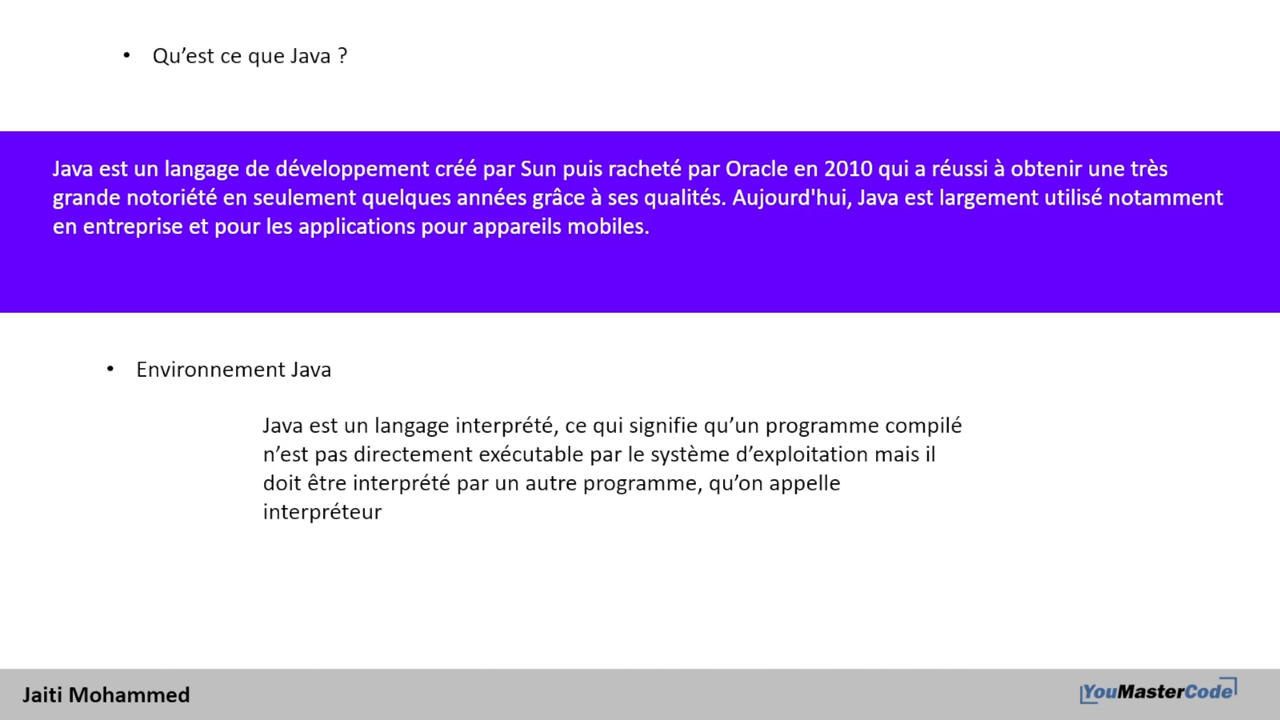 • Qu’est ce que Java ?
Java est un langage de développement créé par Sun puis racheté par Oracle en 2010 qui a réussi à obtenir une très
grande notoriété en seulement quelques années grâce à ses qualités. Aujourd'hui, Java est largement utilisé notamment
en entreprise et pour les applications pour appareils mobiles.
• Environnement Java
Java est un langage interprété, ce qui signifie qu’un programme compilé
n’est pas directement exécutable par le système d’exploitation mais il
doit être interprété par un autre programme, qu’on appelle
interpréteur
Jaiti Mohammed
YouMasterCode